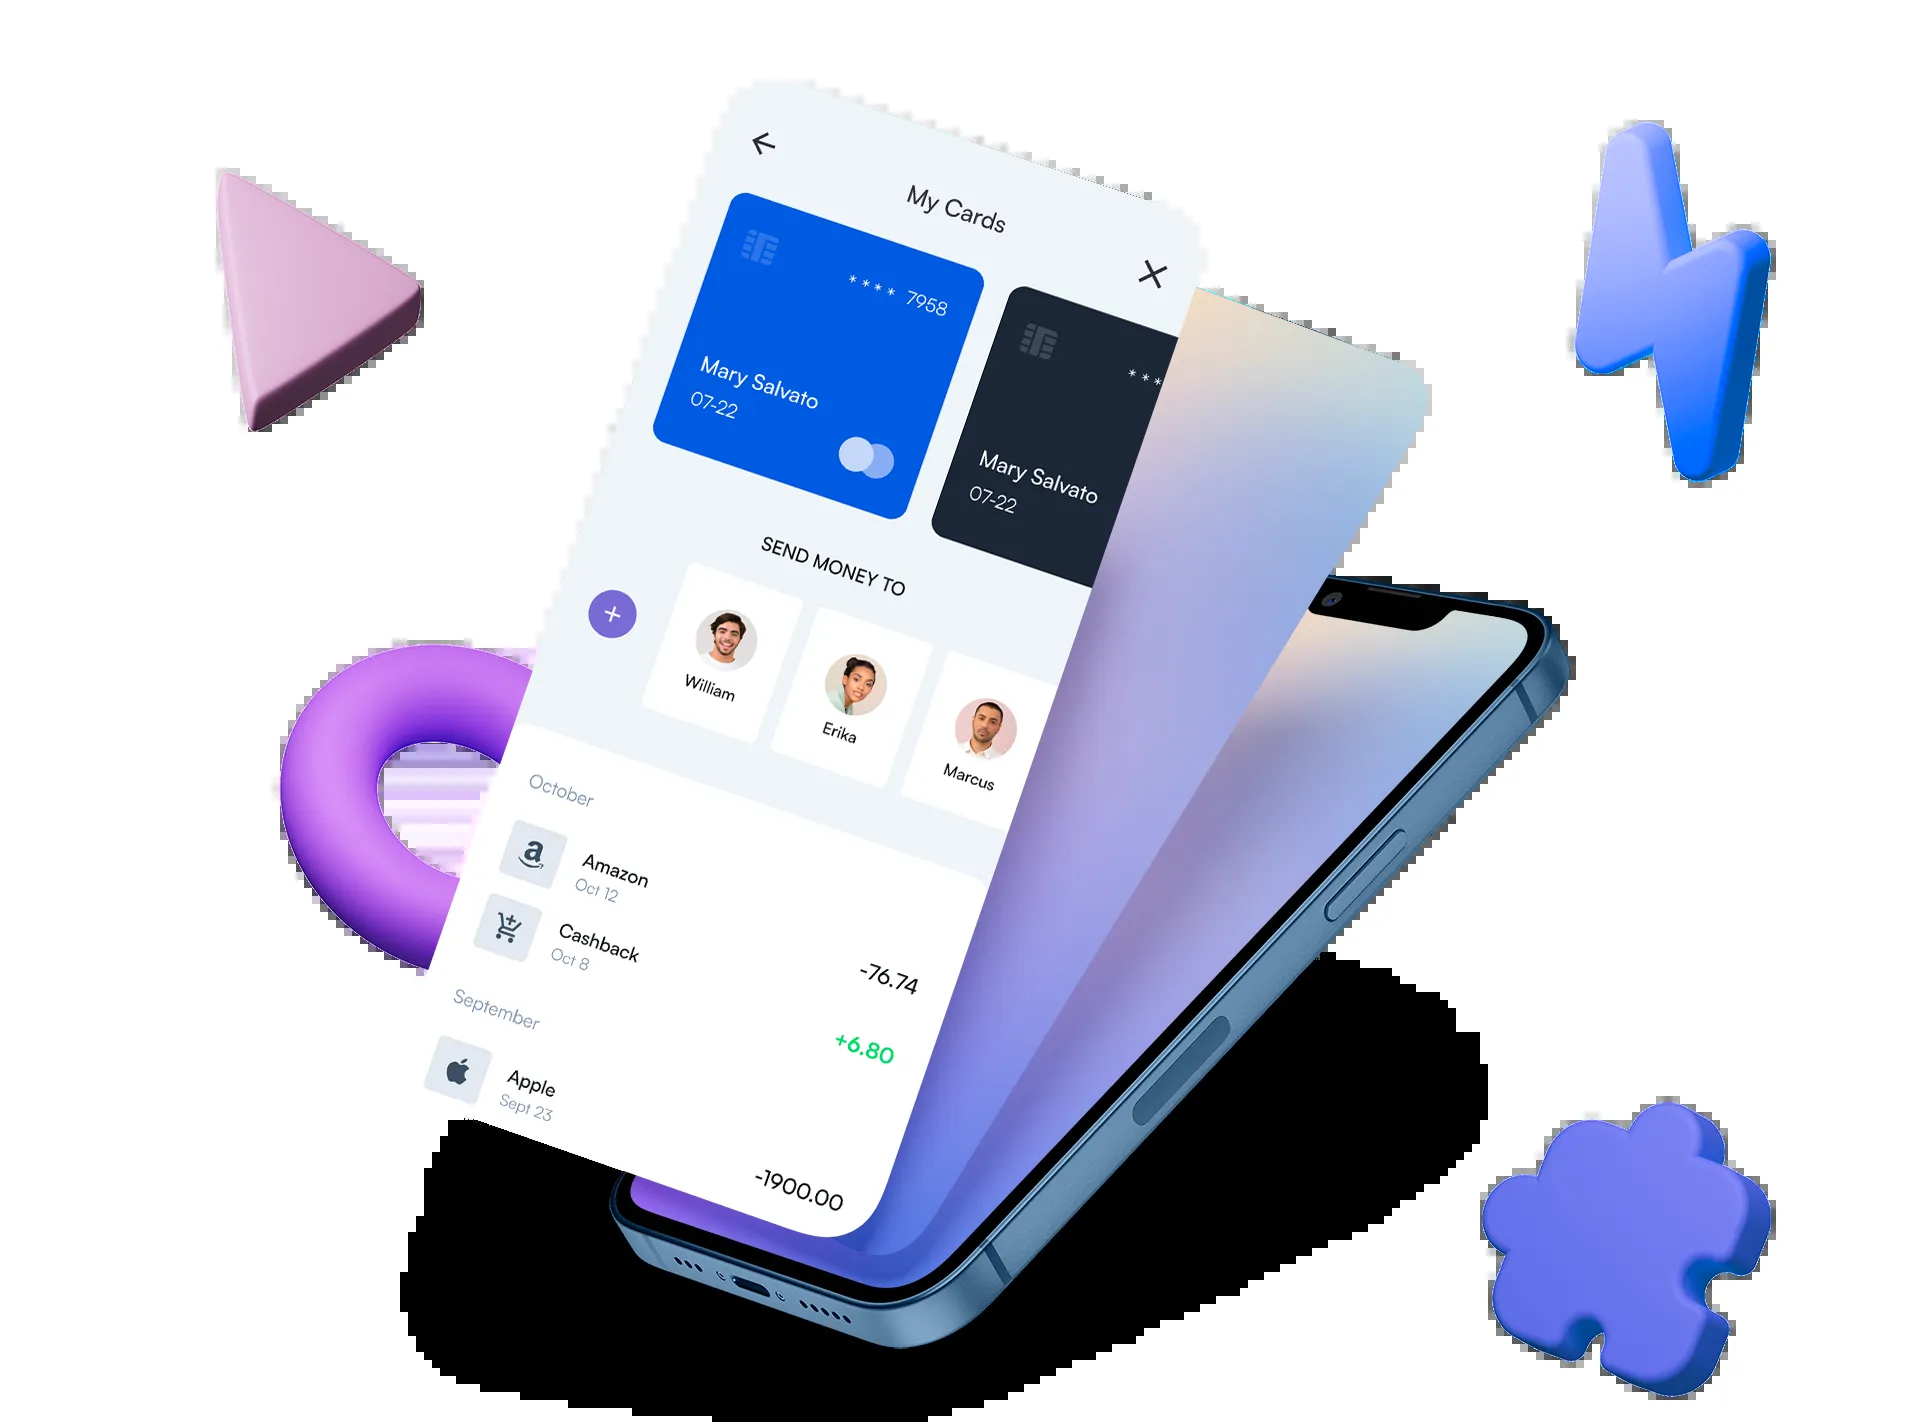 My Cards
**** 7958
Mary Salvato
07-22
***
Mary Salvato
07-22
SEND MONEY TO
William
Erika
Marcus
October
Amazon
Oct 12
-76.74
Cashback
Oct 8
+6.80
September
Apple
Sept 23
-1900.00